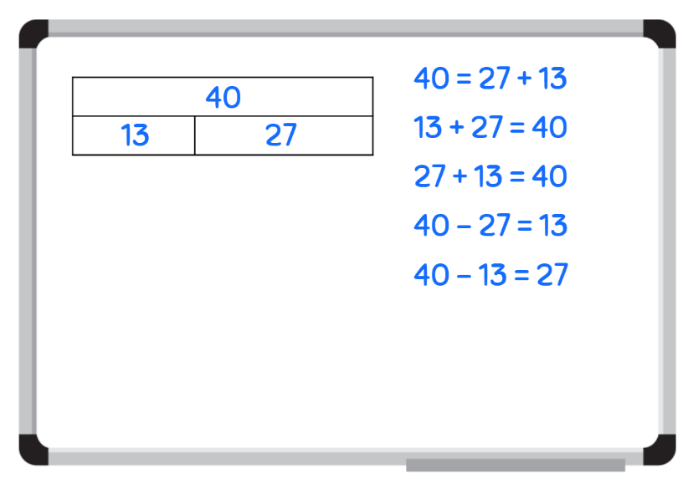 40
13 27
40 = 27 + 13
13 + 27 = 40
27 + 13 = 40
40 – 27 = 13
40 – 13 = 27